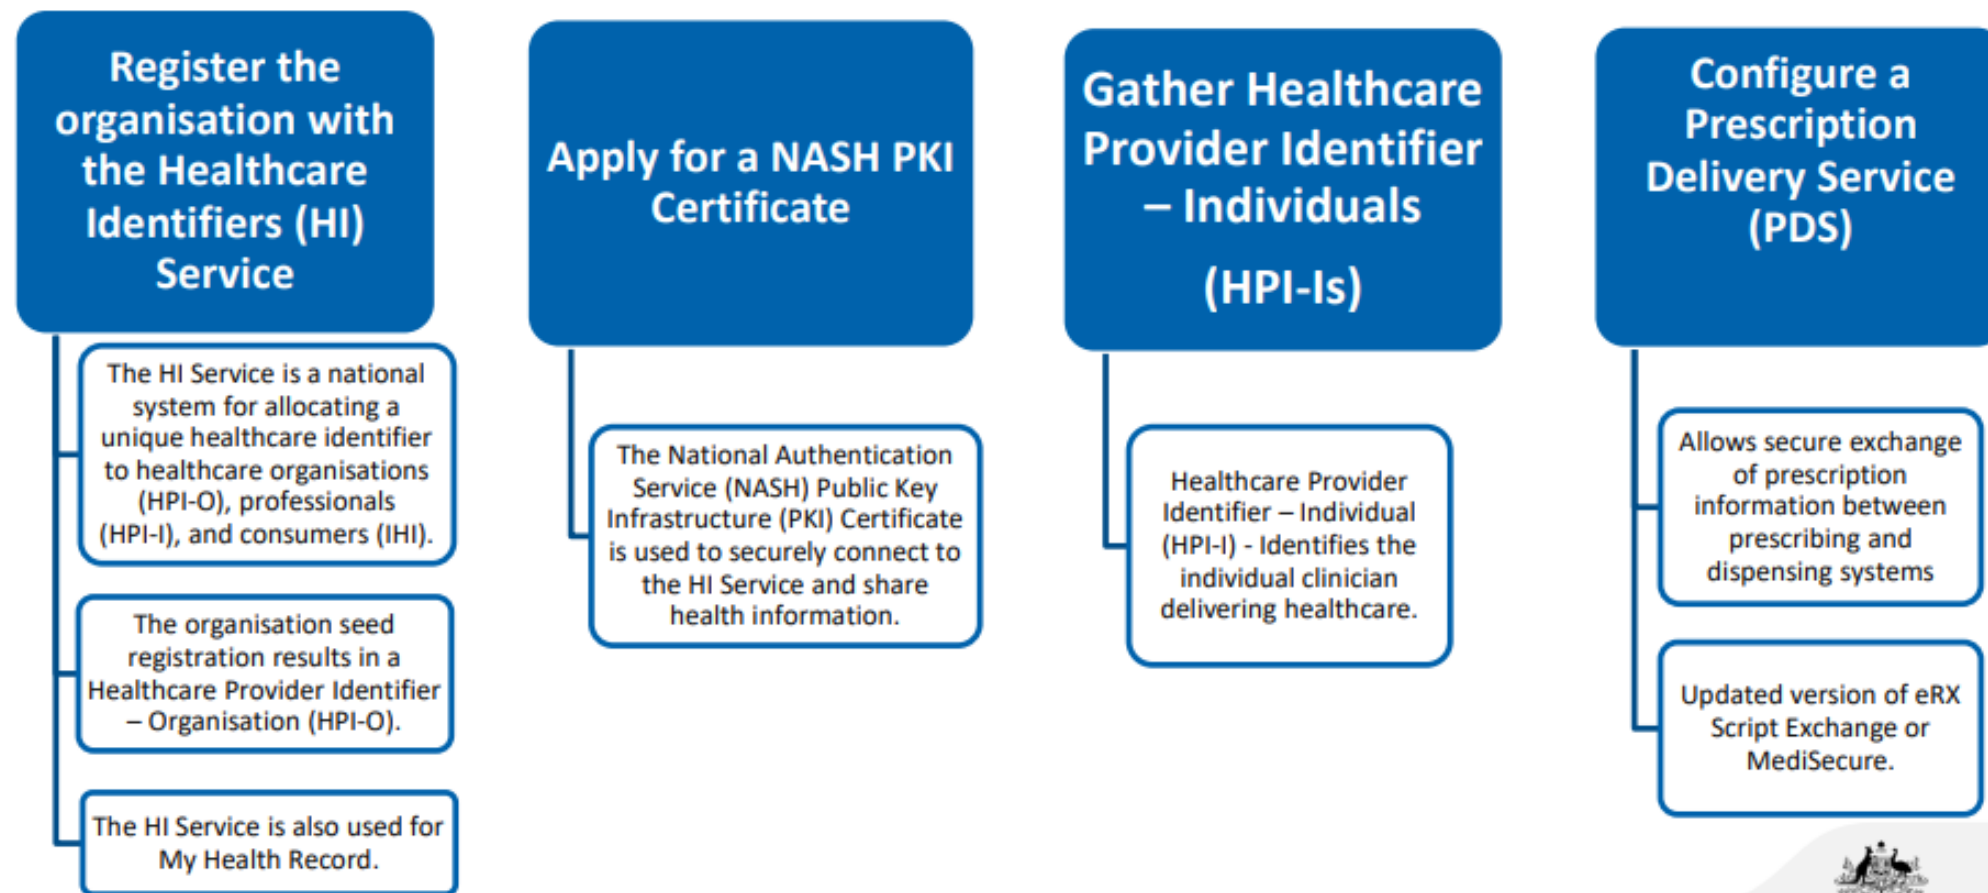 Register the
organisation with
the Healthcare
Identifiers (HI)
Service
The HI Service is a national
system for allocating a
unique healthcare identifier
to healthcare organisations
(HPI-O), professionals
(HPI-I), and consumers (IHI).
The organisation seed
registration results in a
Healthcare Provider Identifier
– Organisation (HPI-O).
The HI Service is also used for
My Health Record.
Apply for a NASH PKI
Certificate
The National Authentication
Service (NASH) Public Key
Infrastructure (PKI) Certificate
is used to securely connect to
the HI Service and share
health information.
Gather Healthcare
Provider Identifier
– Individuals
(HPI-Is)
Healthcare Provider
Identifier – Individual
(HPI-I) - Identifies the
individual clinician
delivering healthcare.
Configure a
Prescription
Delivery Service
(PDS)
Allows secure exchange
of prescription
information between
prescribing and
dispensing systems
Updated version of eRX
Script Exchange or
MediSecure.